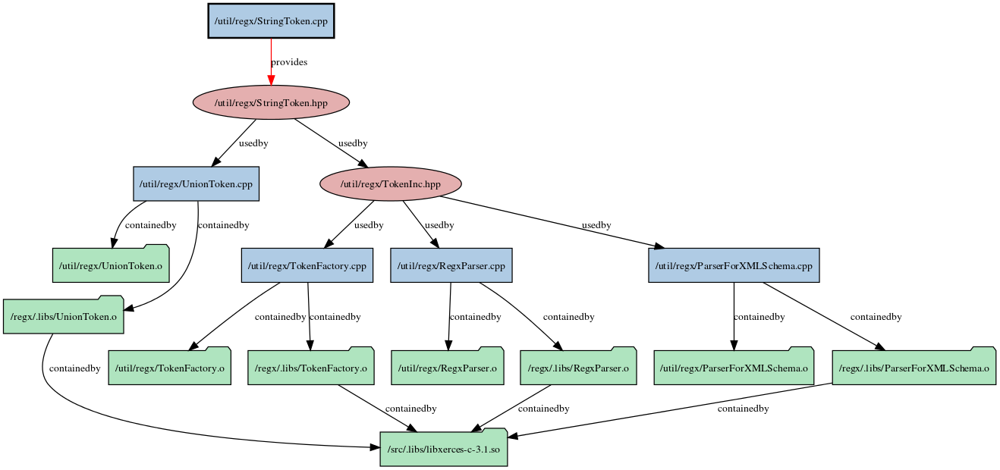 /util/regx/StringToken.cpp
provides
/util/regx/StringToken.hpp
usedby
usedby
/util/regx/UnionToken.cpp
/util/regx/TokenInc.hpp
containedby
containedby
usedby
usedby
usedby
/util/regx/UnionToken.o
/util/regx/TokenFactory.cpp
/util/regx/RegxParser.cpp
/util/regx/ParserForXMLSchema.cpp
/regx/.libs/UnionToken.o
containedby
containedby
containedby
containedby
containedby
containedby
containedby
/util/regx/TokenFactory.o
/regx/.libs/TokenFactory.o
/util/regx/RegxParser.o
/regx/.libs/RegxParser.o
/util/regx/ParserForXMLSchema.o
/regx/.libs/ParserForXMLSchema.o
containedby
containedby
containedby
/src/.libs/libxerces-c-3.1.so